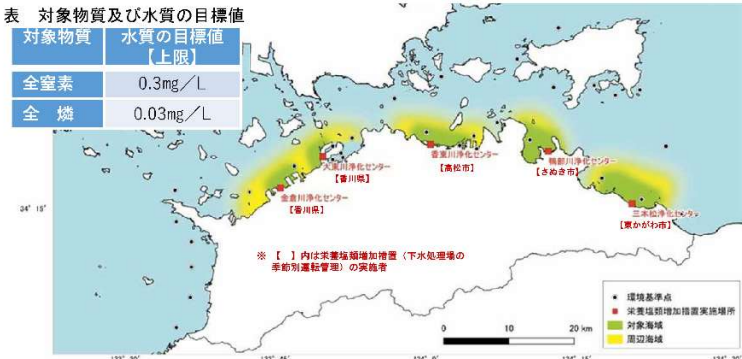 表 対象物質及び水質の目標値
対象物質 水質の目標値
【上限】
全窒素 0.3mg／L
全 燐 0.03mg／L
大束川浄化センター
【香川県】
金倉川浄化センター
【香川県】
香東川浄化センター
【高松市】
鴨部川浄化センター
【さぬき市】
三本松浄化センター
【東かがわ市】
※ 【 】内は栄養塩類増加措置（下水処理場の
季節別運転管理）の実施者
環境基準点
栄養塩類増加措置実施場所
対象海域
周辺海域
0 10 20 km